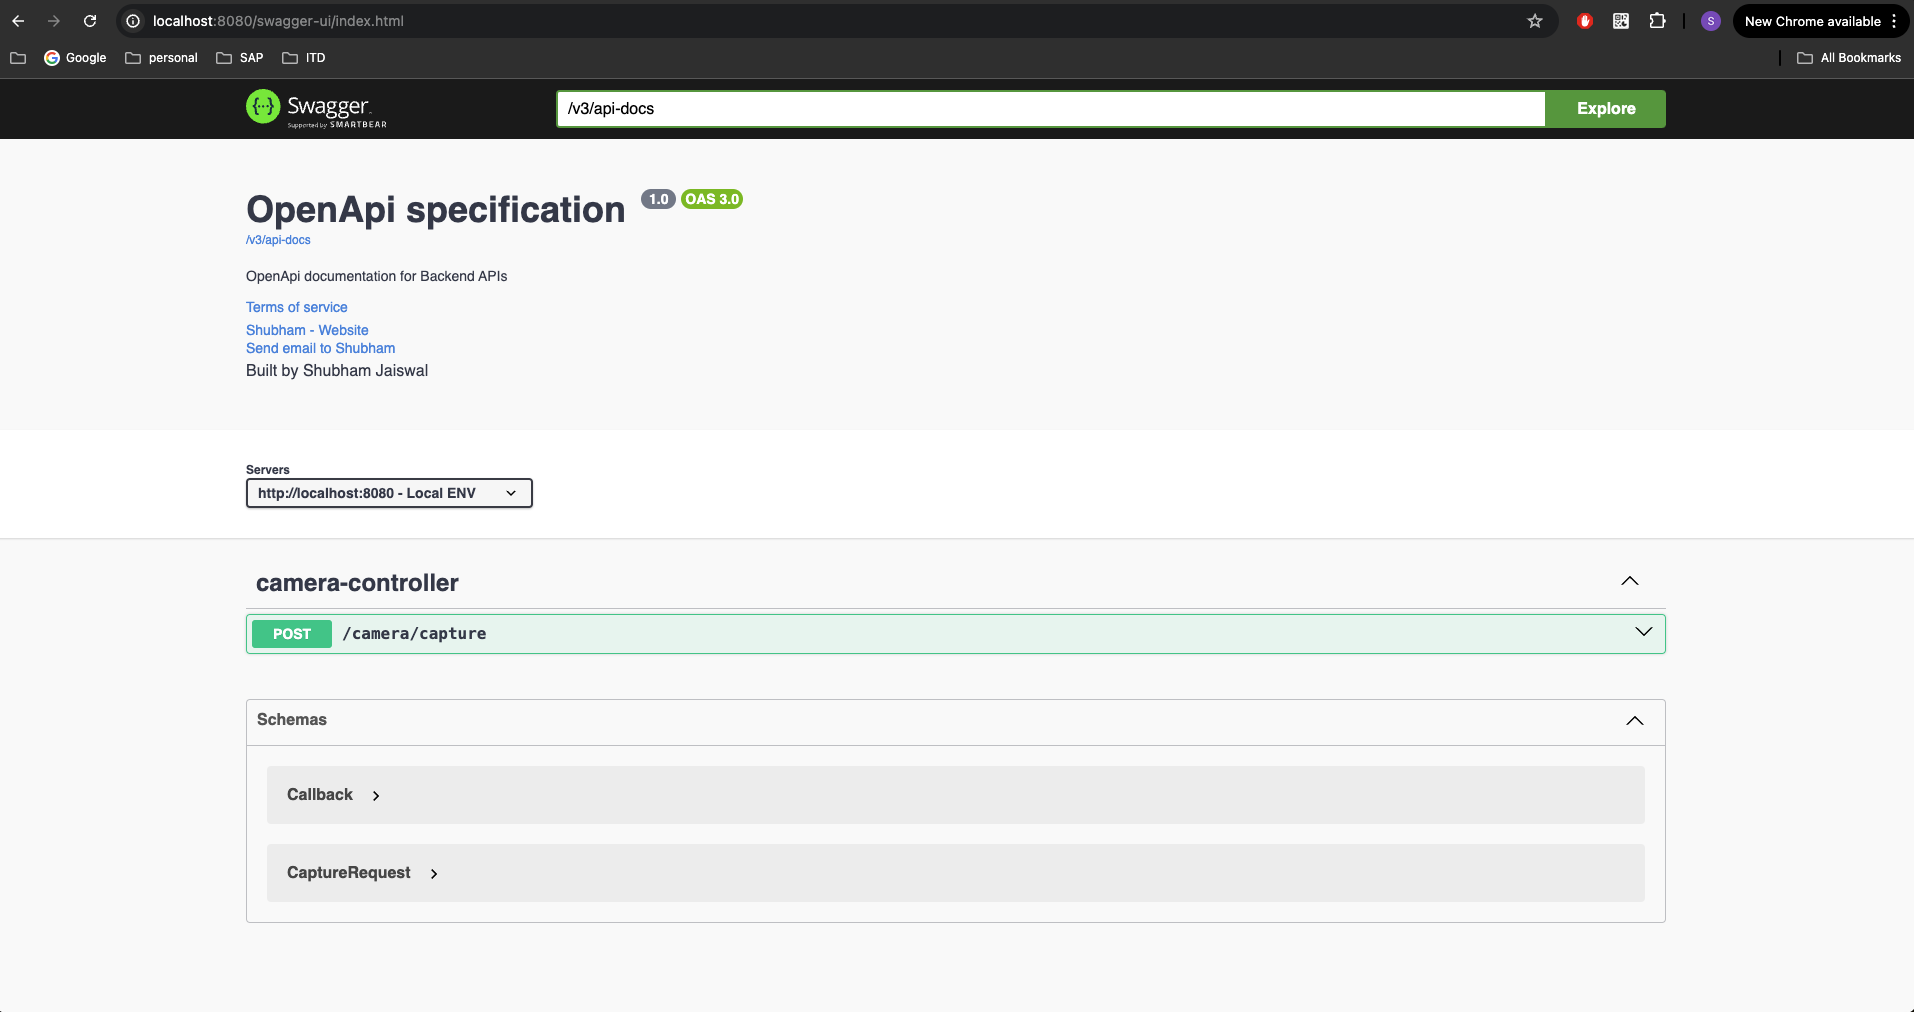 localhost:8080/swagger-ui/index.html
S
New Chrome available
Google
personal
SAP
ITD
All Bookmarks
{··} Swagger
Supported by SMARTBEAR
/v3/api-docs
Explore
OpenApi specification 1.0 OAS 3.0
/v3/api-docs
OpenApi documentation for Backend APIs
Terms of service
Shubham - Website
Send email to Shubham
Built by Shubham Jaiswal
Servers
http://localhost:8080 - Local ENV
camera-controller
POST /camera/capture
Schemas
Callback
CaptureRequest